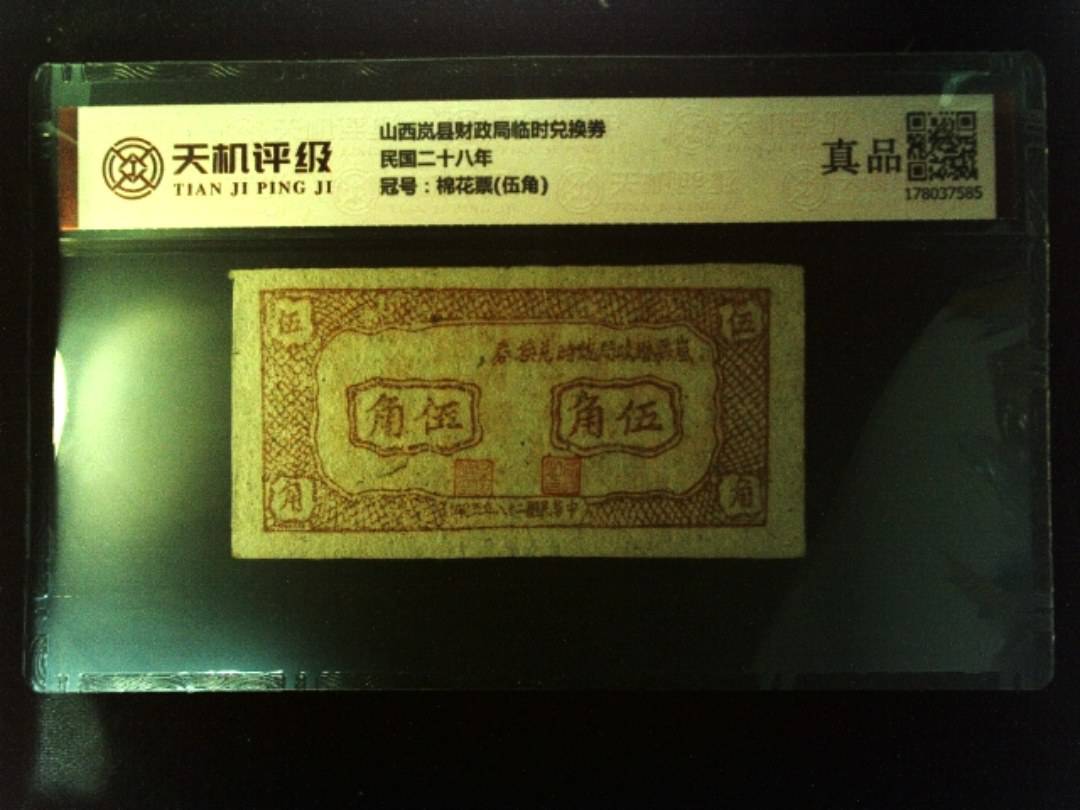 天机评级
TIAN JI PING JI
山西岚县财政局临时兑换券
民国二十八年
冠号：棉花票(伍角)
真品
178037585
伍
伍
角伍
角伍
角
角